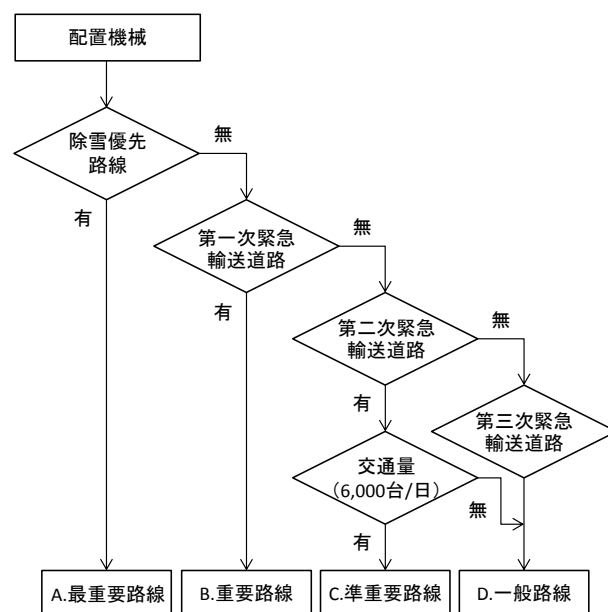 配置機械
除雪優先
路線
無
有
第一次緊急
輸送道路
無
有
第二次緊急
輸送道路
無
有
第三次緊急
輸送道路
交通量
（6,000台/日）
無
有
A.最重要路線
B.重要路線
C.準重要路線
D.一般路線